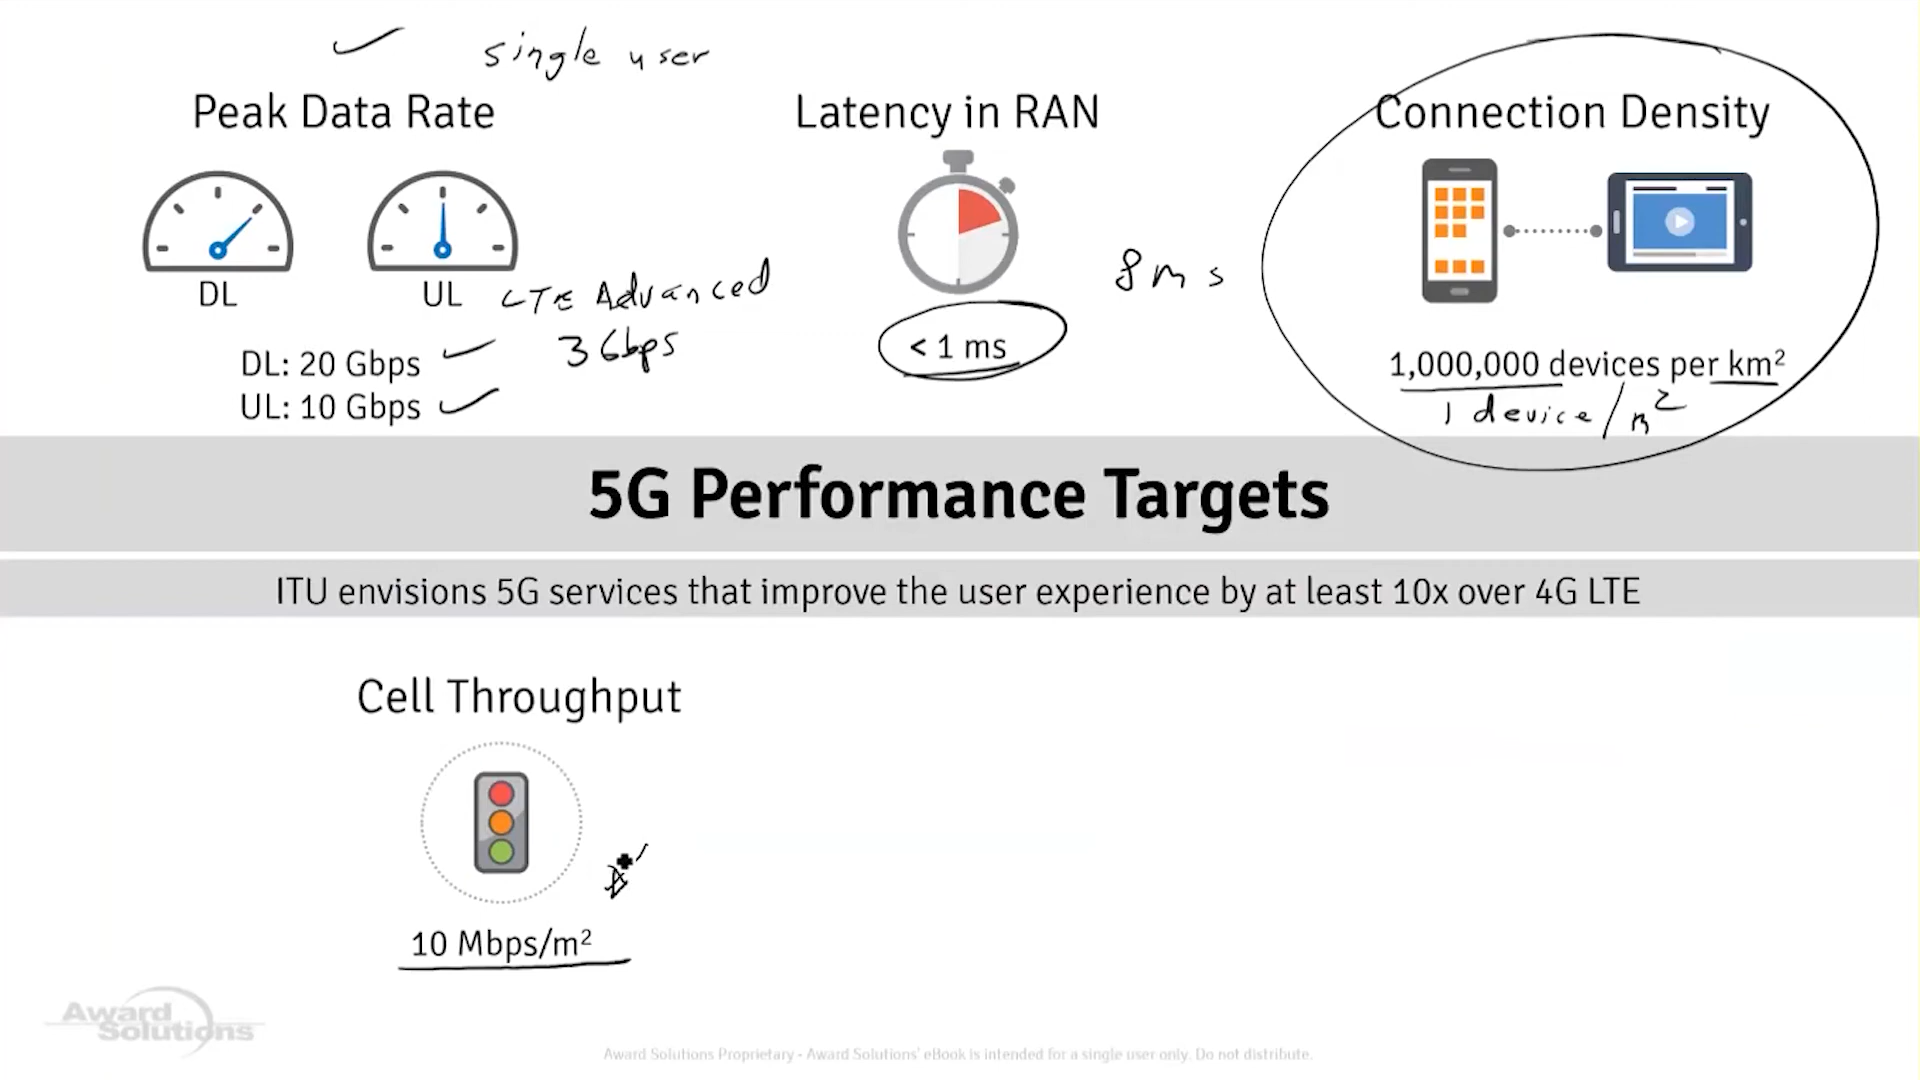 single user
Peak Data Rate
Latency in RAN
Connection Density
DL
UL
LTE Advanced
3 Gbps
DL: 20 Gbps
UL: 10 Gbps
8 m s
< 1 ms
1,000,000 devices per km²
1 device/m²
5G Performance Targets
ITU envisions 5G services that improve the user experience by at least 10x over 4G LTE
Cell Throughput
10 Mbps/m²
Award
Solutions
Award Solutions Proprietary - Award Solutions' eBook is intended for a single user only. Do not distribute.